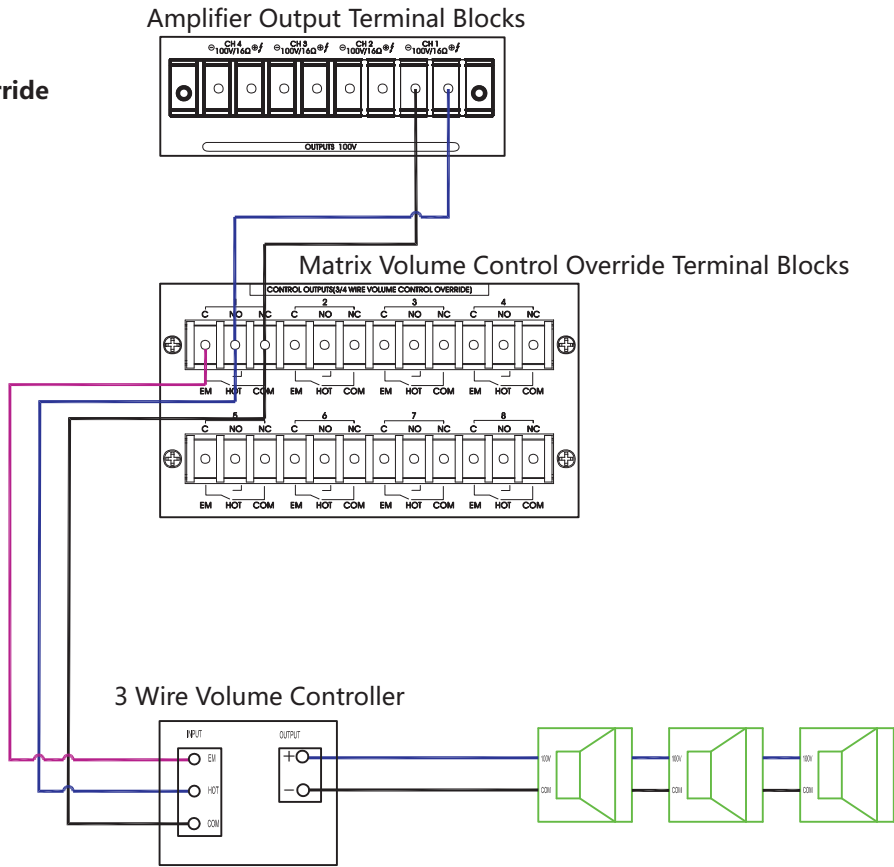 Amplifier Output Terminal Blocks
CH 4 CH 3 CH 2 CH 1
⊖100V/16Ω⊕ ⊖100V/16Ω⊕ ⊖100V/16Ω⊕ ⊖100V/16Ω⊕
rride
OUTPUTS 100V
Matrix Volume Control Override Terminal Blocks
CONTROL OUTPUTS(3/4 WIRE VOLUME CONTROL OVERRIDE)
1 2 3 4
C NO NC C NO NC C NO NC C NO NC
EM HOT COM EM HOT COM EM HOT COM EM HOT COM
5 6 7 8
C NO NC C NO NC C NO NC C NO NC
EM HOT COM EM HOT COM EM HOT COM EM HOT COM
3 Wire Volume Controller
INPUT OUTPUT
EM + 100V 100V 100V
HOT - COM COM COM
COM